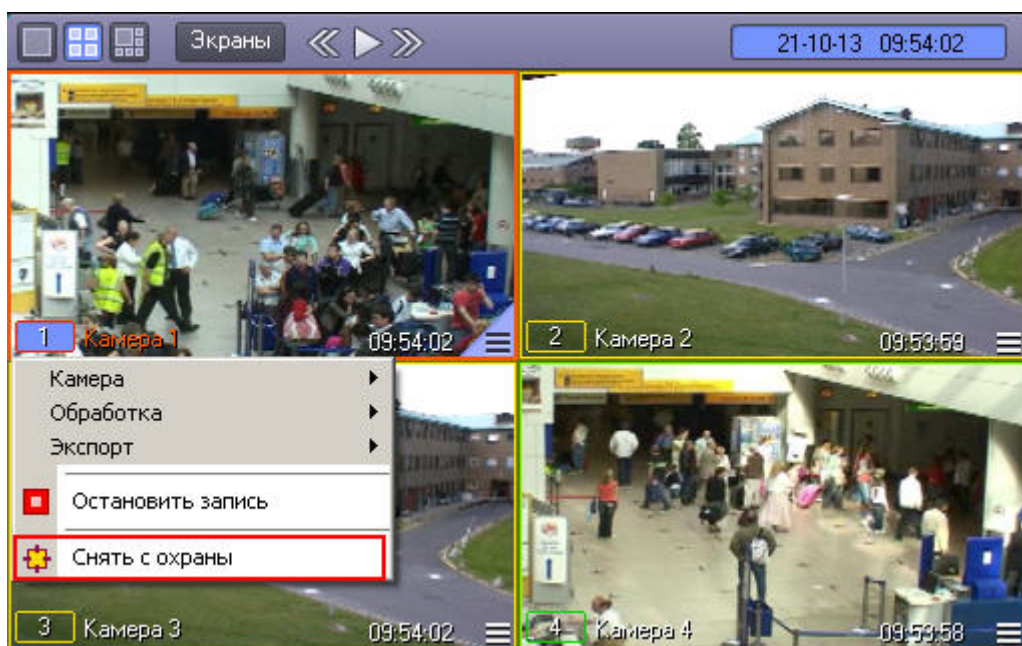 Экраны
21-10-13 09:54:02
1 Камера 1 09:54:02
2 Камера 2 09:53:59
Камера
Обработка
Экспорт
Остановить запись
Снять с охраны
3 Камера 3 09:54:02
4 Камера 4 09:53:58